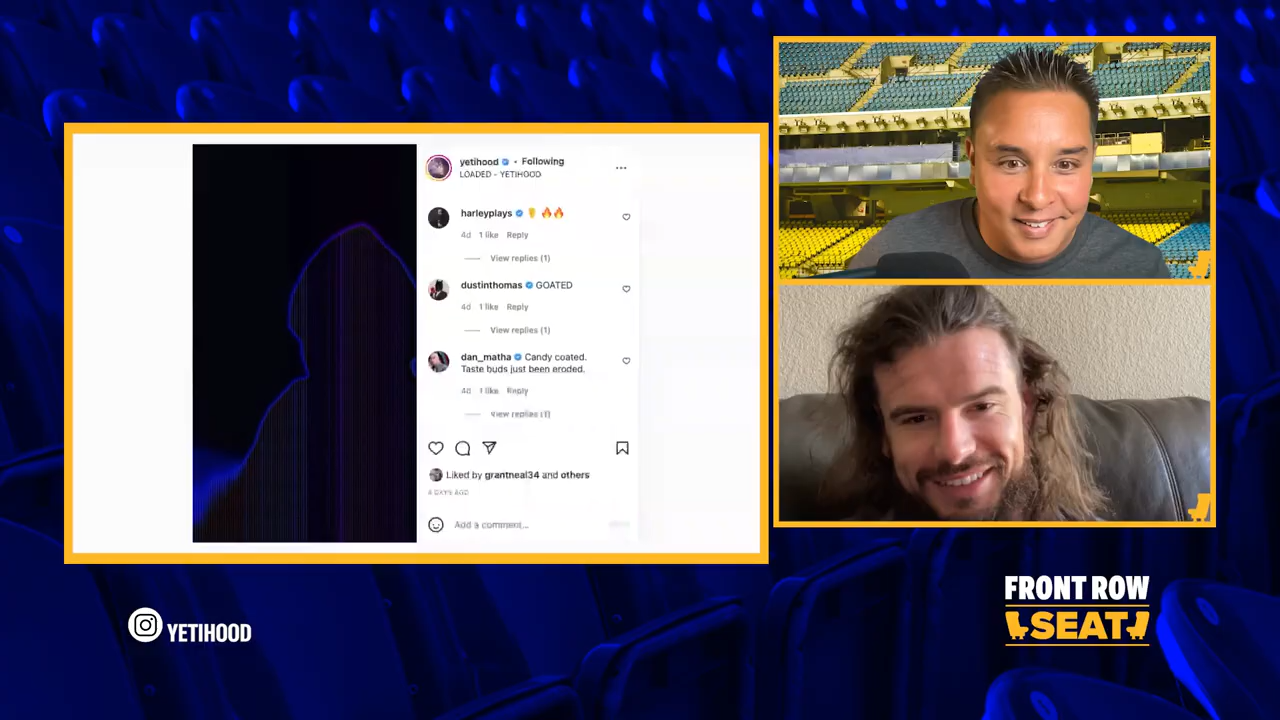 yetihood • Following
LOADED - YETIHOOD
harleyplays
4d 1 like Reply
View replies (1)
dustinthomas GOATED
4d 1 like Reply
View replies (1)
dan_matha Candy coated.
Taste buds just been eroded.
4d 1 like Reply
View replies (1)
Liked by grantneal34 and others
DAYS AGO
Add a comment...
YETIHOOD
FRONT ROW
SEAT